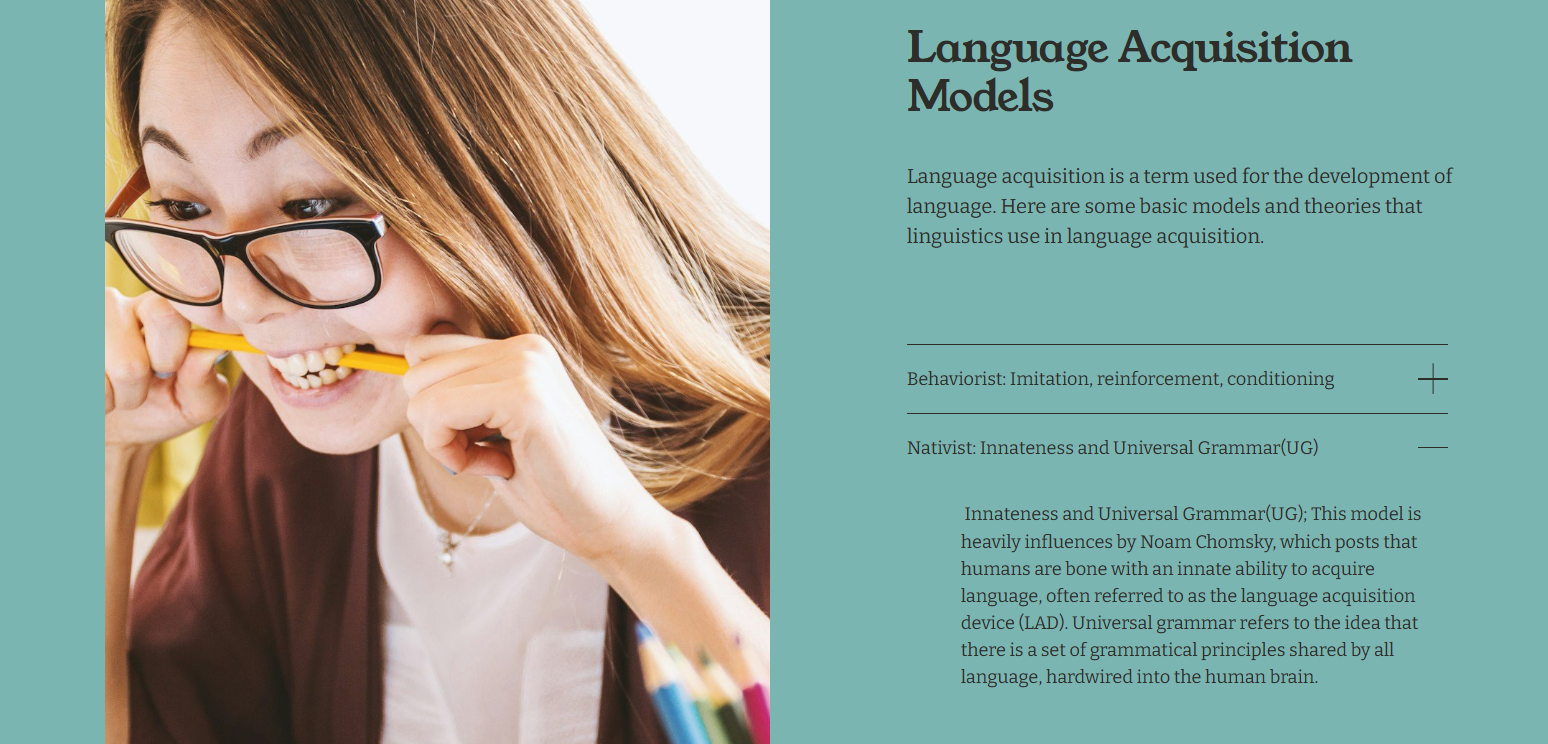 Language Acquisition
Models
Language acquisition is a term used for the development of
language. Here are some basic models and theories that
linguistics use in language acquisition.
Behaviorist: Imitation, reinforcement, conditioning
Nativist: Innateness and Universal Grammar(UG)
Innateness and Universal Grammar(UG); This model is
heavily influences by Noam Chomsky, which posts that
humans are bone with an innate ability to acquire
language, often referred to as the language acquisition
device (LAD). Universal grammar refers to the idea that
there is a set of grammatical principles shared by all
language, hardwired into the human brain.